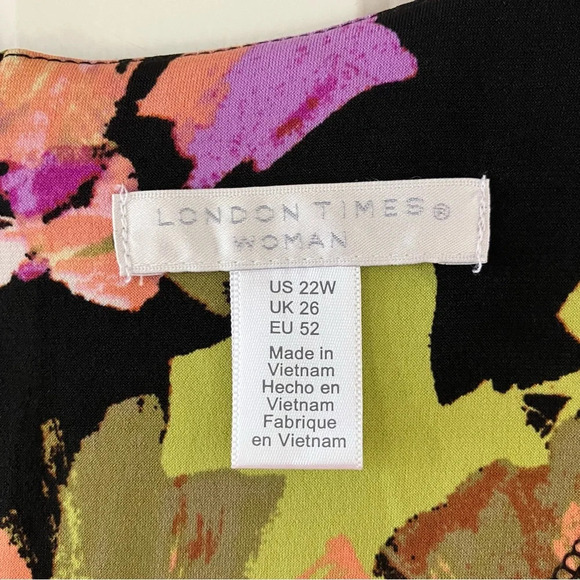 LONDON TIMES®
WOMAN
US 22W
UK 26
EU 52
Made in
Vietnam
Hecho en
Vietnam
Fabrique
en Vietnam